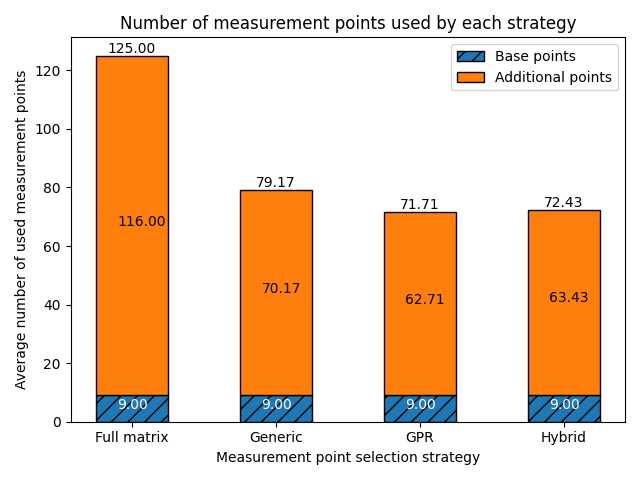 Number of measurement points used by each strategy
Base points
Additional points
Average number of used measurement points
120
100
80
60
40
20
0
125.00
79.17
71.71
72.43
116.00
70.17
62.71
63.43
9.00
9.00
9.00
9.00
Full matrix
Generic
GPR
Hybrid
Measurement point selection strategy